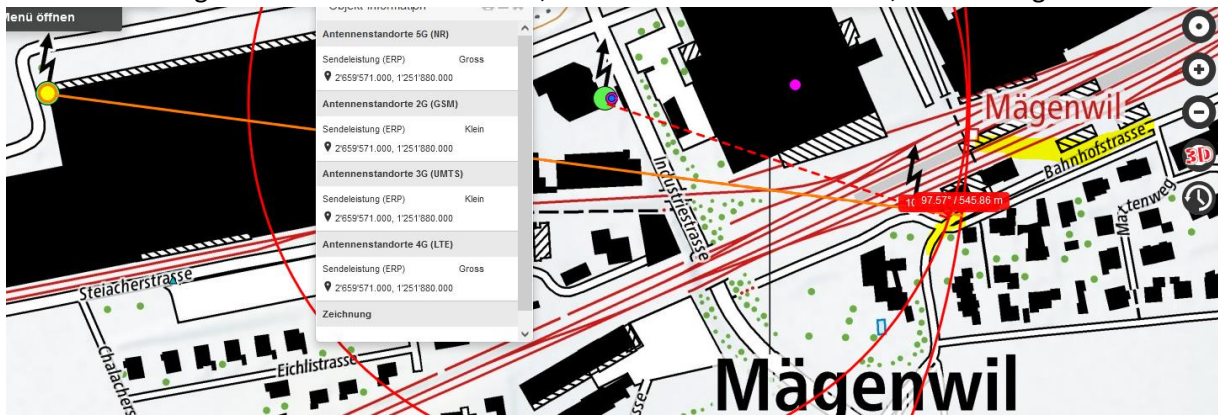 Menü öffnen
Objekt-Information
Antennenstandorte 5G (NR)
Sendeleistung (ERP) Gross
2'659'571.000, 1'251'880.000
Antennenstandorte 2G (GSM)
Sendeleistung (ERP) Klein
2'659'571.000, 1'251'880.000
Antennenstandorte 3G (UMTS)
Sendeleistung (ERP) Klein
2'659'571.000, 1'251'880.000
Antennenstandorte 4G (LTE)
Sendeleistung (ERP) Gross
2'659'571.000, 1'251'880.000
Zeichnung
Mägenwil
Bahnhofstrasse
3D
Industriestrasse
10 97.57° / 545.86 m
Mattenweg
Steiacherstrasse
Eichlistrasse
Chalachers
Mägenwil